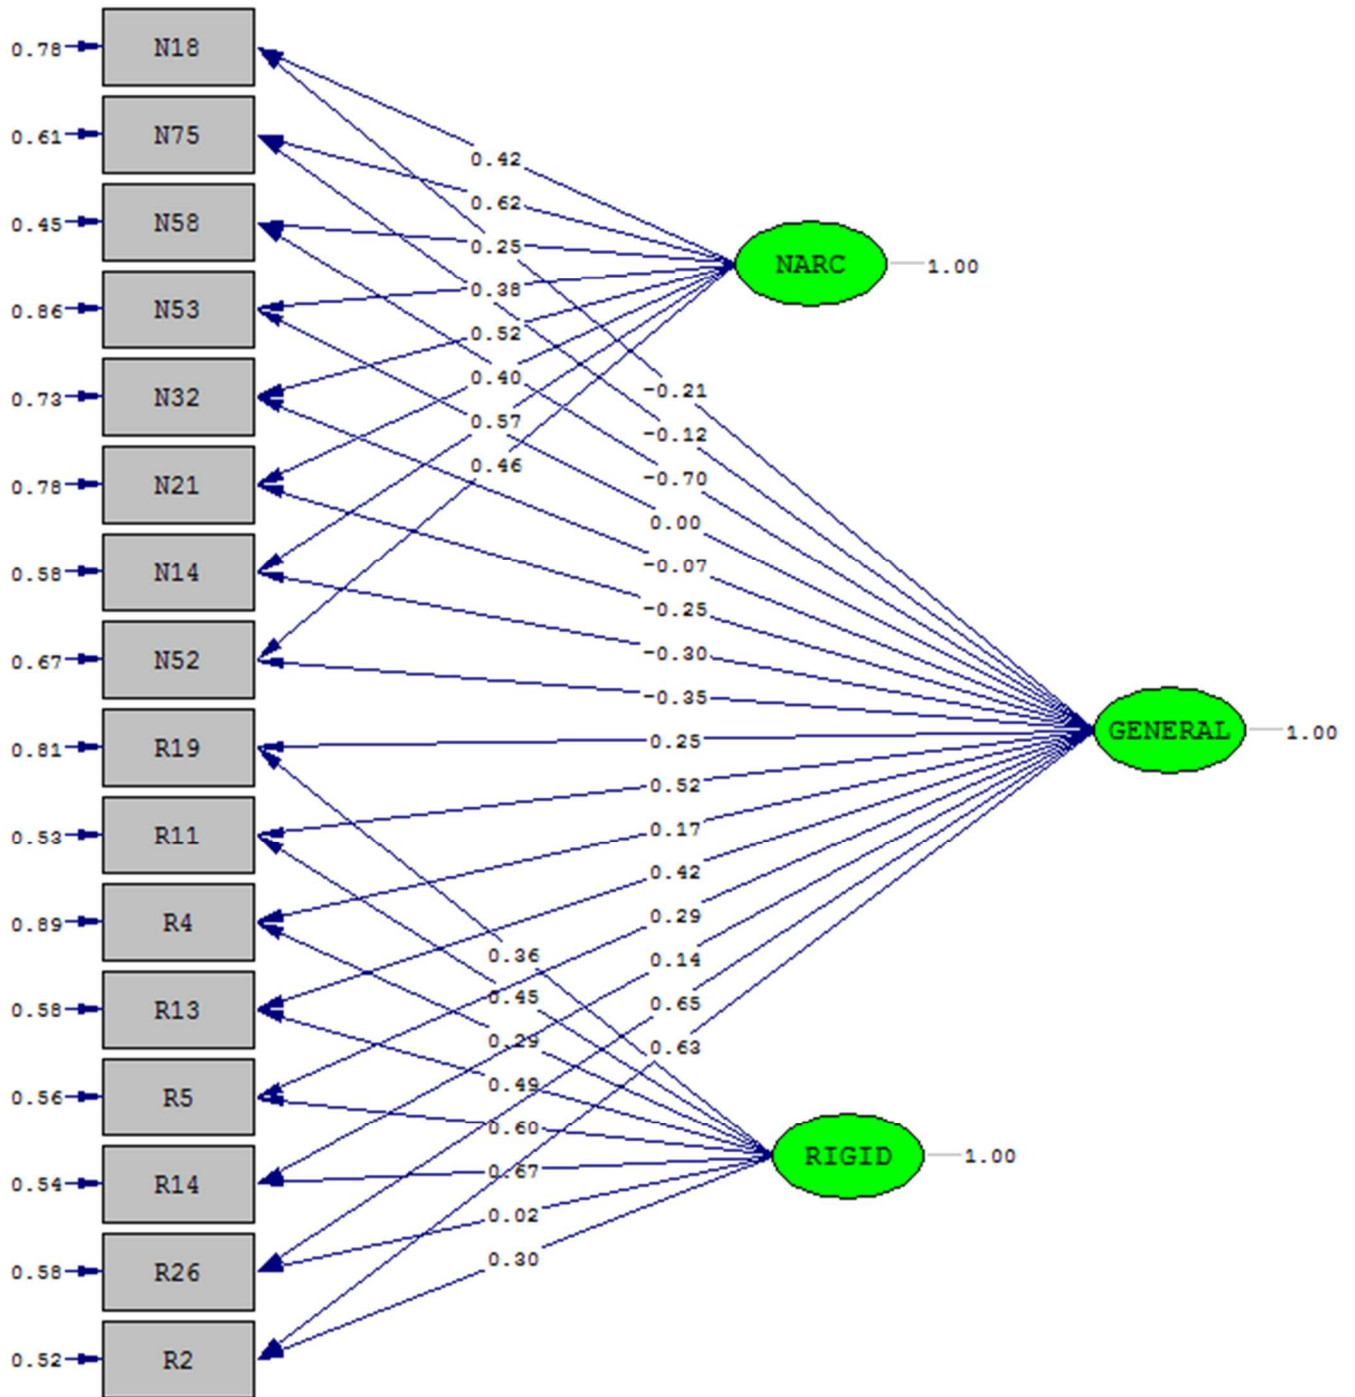 0.78 N18
0.42
0.61 N75
0.62
0.45 N58
0.25
NARC 1.00
0.38
0.86 N53
0.52
0.73 N32
0.40
-0.21
0.57
-0.12
0.46
0.78 N21
-0.70
0.00
0.58 N14
-0.07
-0.25
0.67 N52
-0.30
-0.35
GENERAL 1.00
0.81 R19
0.25
0.52
0.53 R11
0.17
0.42
0.89 R4
0.29
0.36
0.14
0.45
0.65
0.58 R13
0.29
0.63
0.49
0.56 R5
0.60
RIGID 1.00
0.67
0.54 R14
0.02
0.30
0.58 R26
0.52 R2